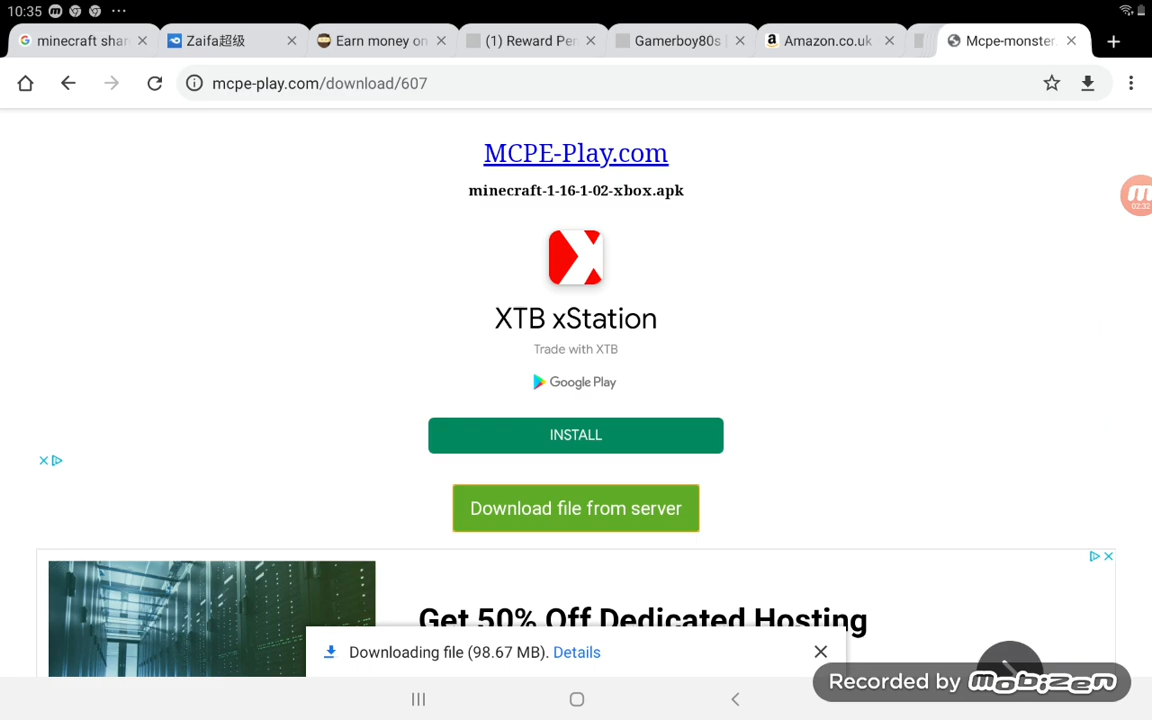 10:35
minecraft shar
Zaifa超级
Earn money on
(1) Reward Per
Gamerboy80s
Amazon.co.uk
Mcpe-monster.
mcpe-play.com/download/607
MCPE-Play.com
minecraft-1-16-1-02-xbox.apk
02:32
XTB xStation
Trade with XTB
Google Play
INSTALL
Download file from server
Get 50% Off Dedicated Hosting
Downloading file (98.67 MB). Details
Recorded by mobizen